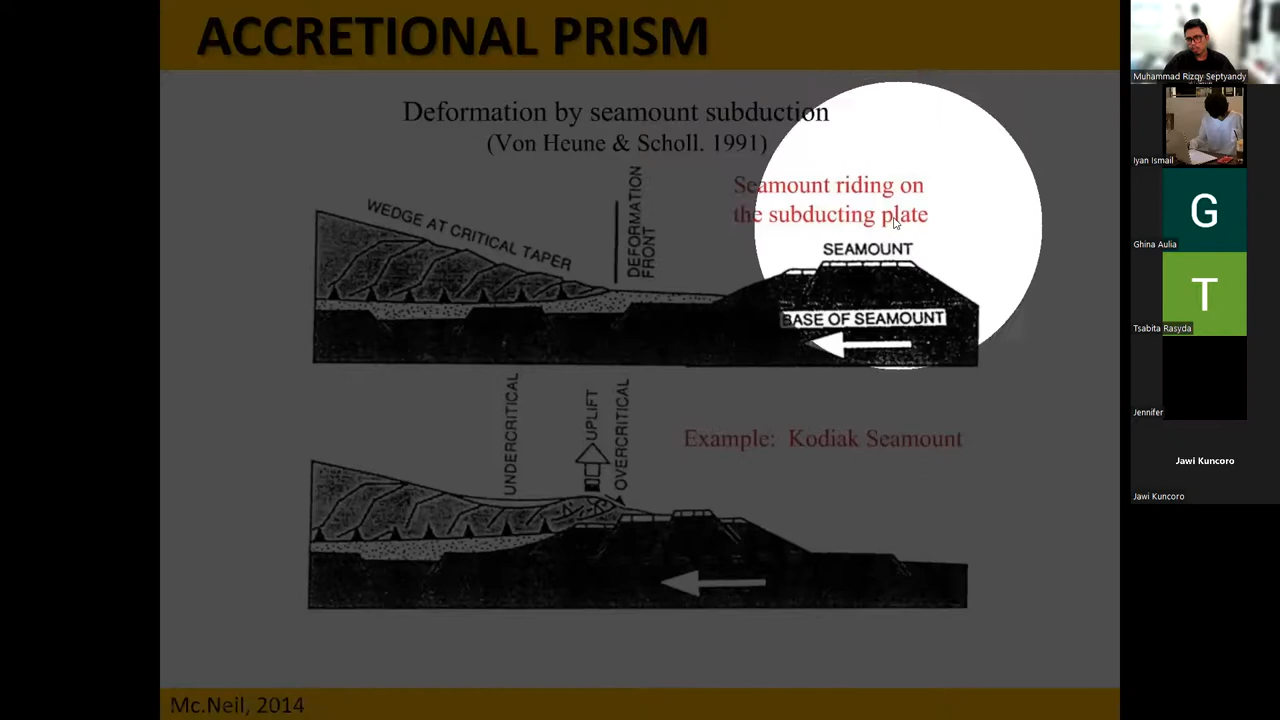 ACCRETIONAL PRISM
Deformation by seamount subduction
(Von Heune & Scholl. 1991)
Seamount riding on
the subducting plate
WEDGE AT CRITICAL TAPER
DEFORMATION
FRONT
SEAMOUNT
BASE OF SEAMOUNT
UNDERCRITICAL
UPLIFT
OVERCRITICAL
Example: Kodiak Seamount
Mc.Neil, 2014
Muhammad Rizqy Septyandy
Iyan Ismail
G
Ghina Aulia
T
Tsabita Rasyda
Jennifer
Jawi Kuncoro
Jawi Kuncoro